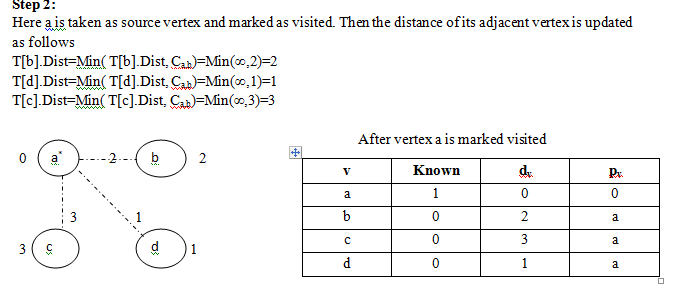 Step 2:
Here a is taken as source vertex and marked as visited. Then the distance of its adjacent vertex is updated
as follows
T[b].Dist=Min( T[b].Dist, Ca,b)=Min(∞,2)=2
T[d].Dist=Min( T[d].Dist, Ca,b)=Min(∞,1)=1
T[c].Dist=Min( T[c].Dist, Ca,b)=Min(∞,3)=3
After vertex a is marked visited
0 a* 2 b 2
3 1
3 c d 1
v Known dv Pv
a 1 0 0
b 0 2 a
c 0 3 a
d 0 1 a